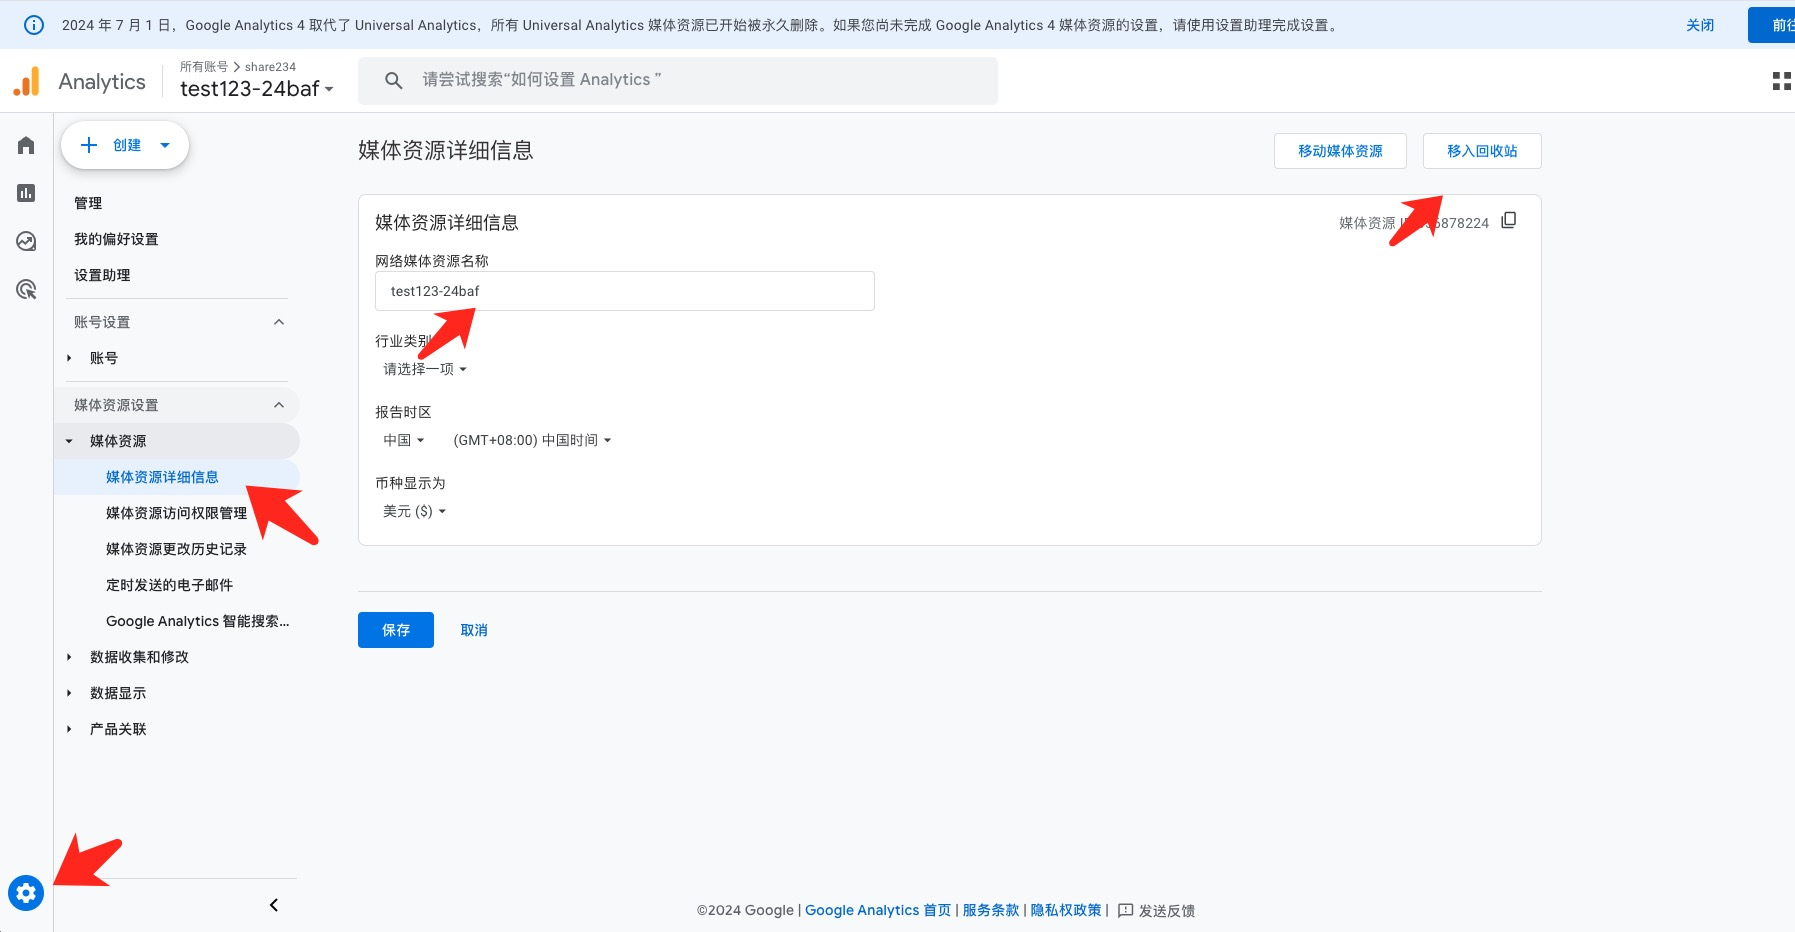 2024 年 7 月 1 日，Google Analytics 4 取代了 Universal Analytics，所有 Universal Analytics 媒体资源已开始被永久删除。如果您尚未完成 Google Analytics 4 媒体资源的设置，请使用设置助理完成设置。
关闭
前往
Analytics
所有账号 > share234
test123-24baf
请尝试搜索“如何设置 Analytics ”
创建
媒体资源详细信息
移动媒体资源
移入回收站
管理
我的偏好设置
设置助理
账号设置
账号
媒体资源设置
媒体资源
媒体资源详细信息
媒体资源访问权限管理
媒体资源更改历史记录
定时发送的电子邮件
Google Analytics 智能搜索...
数据收集和修改
数据显示
产品关联
媒体资源详细信息
媒体资源 6878224
网络媒体资源名称
test123-24baf
行业类别
请选择一项
报告时区
中国 (GMT+08:00) 中国时间
币种显示为
美元 ($)
保存
取消
©2024 Google | Google Analytics 首页 | 服务条款 | 隐私权政策 | 发送反馈